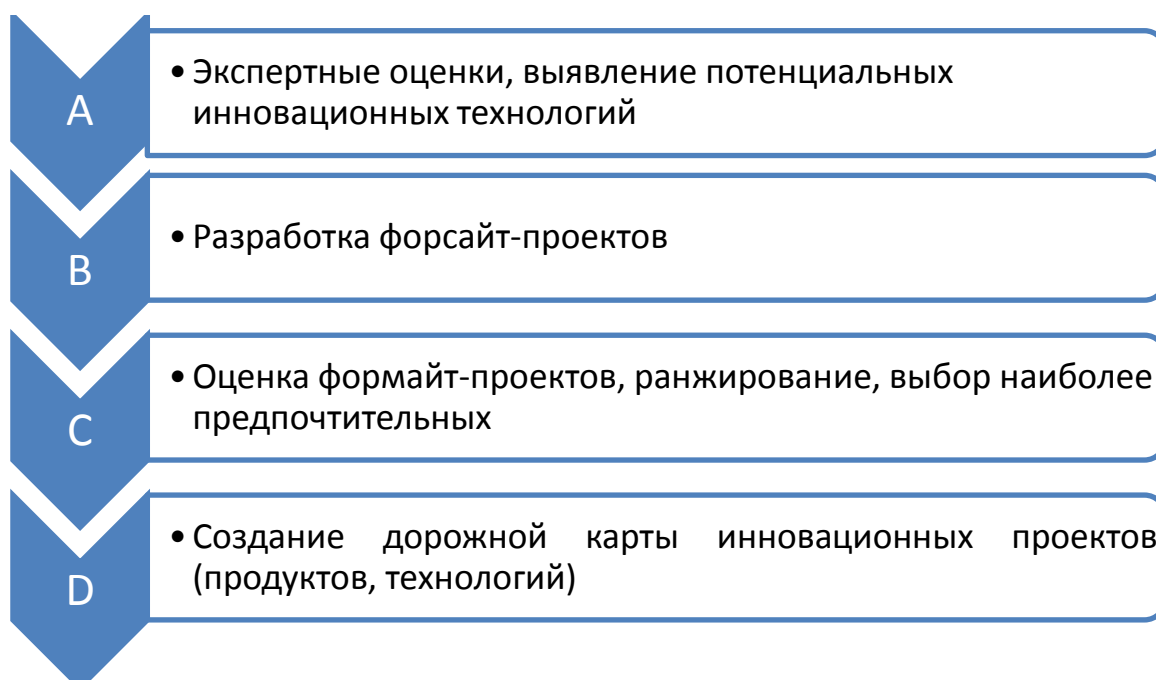 A
• Экспертные оценки, выявление потенциальных
инновационных технологий
B
• Разработка форсайт-проектов
C
• Оценка формайт-проектов, ранжирование, выбор наиболее
предпочтительных
D
• Создание дорожной карты инновационных проектов
(продуктов, технологий)